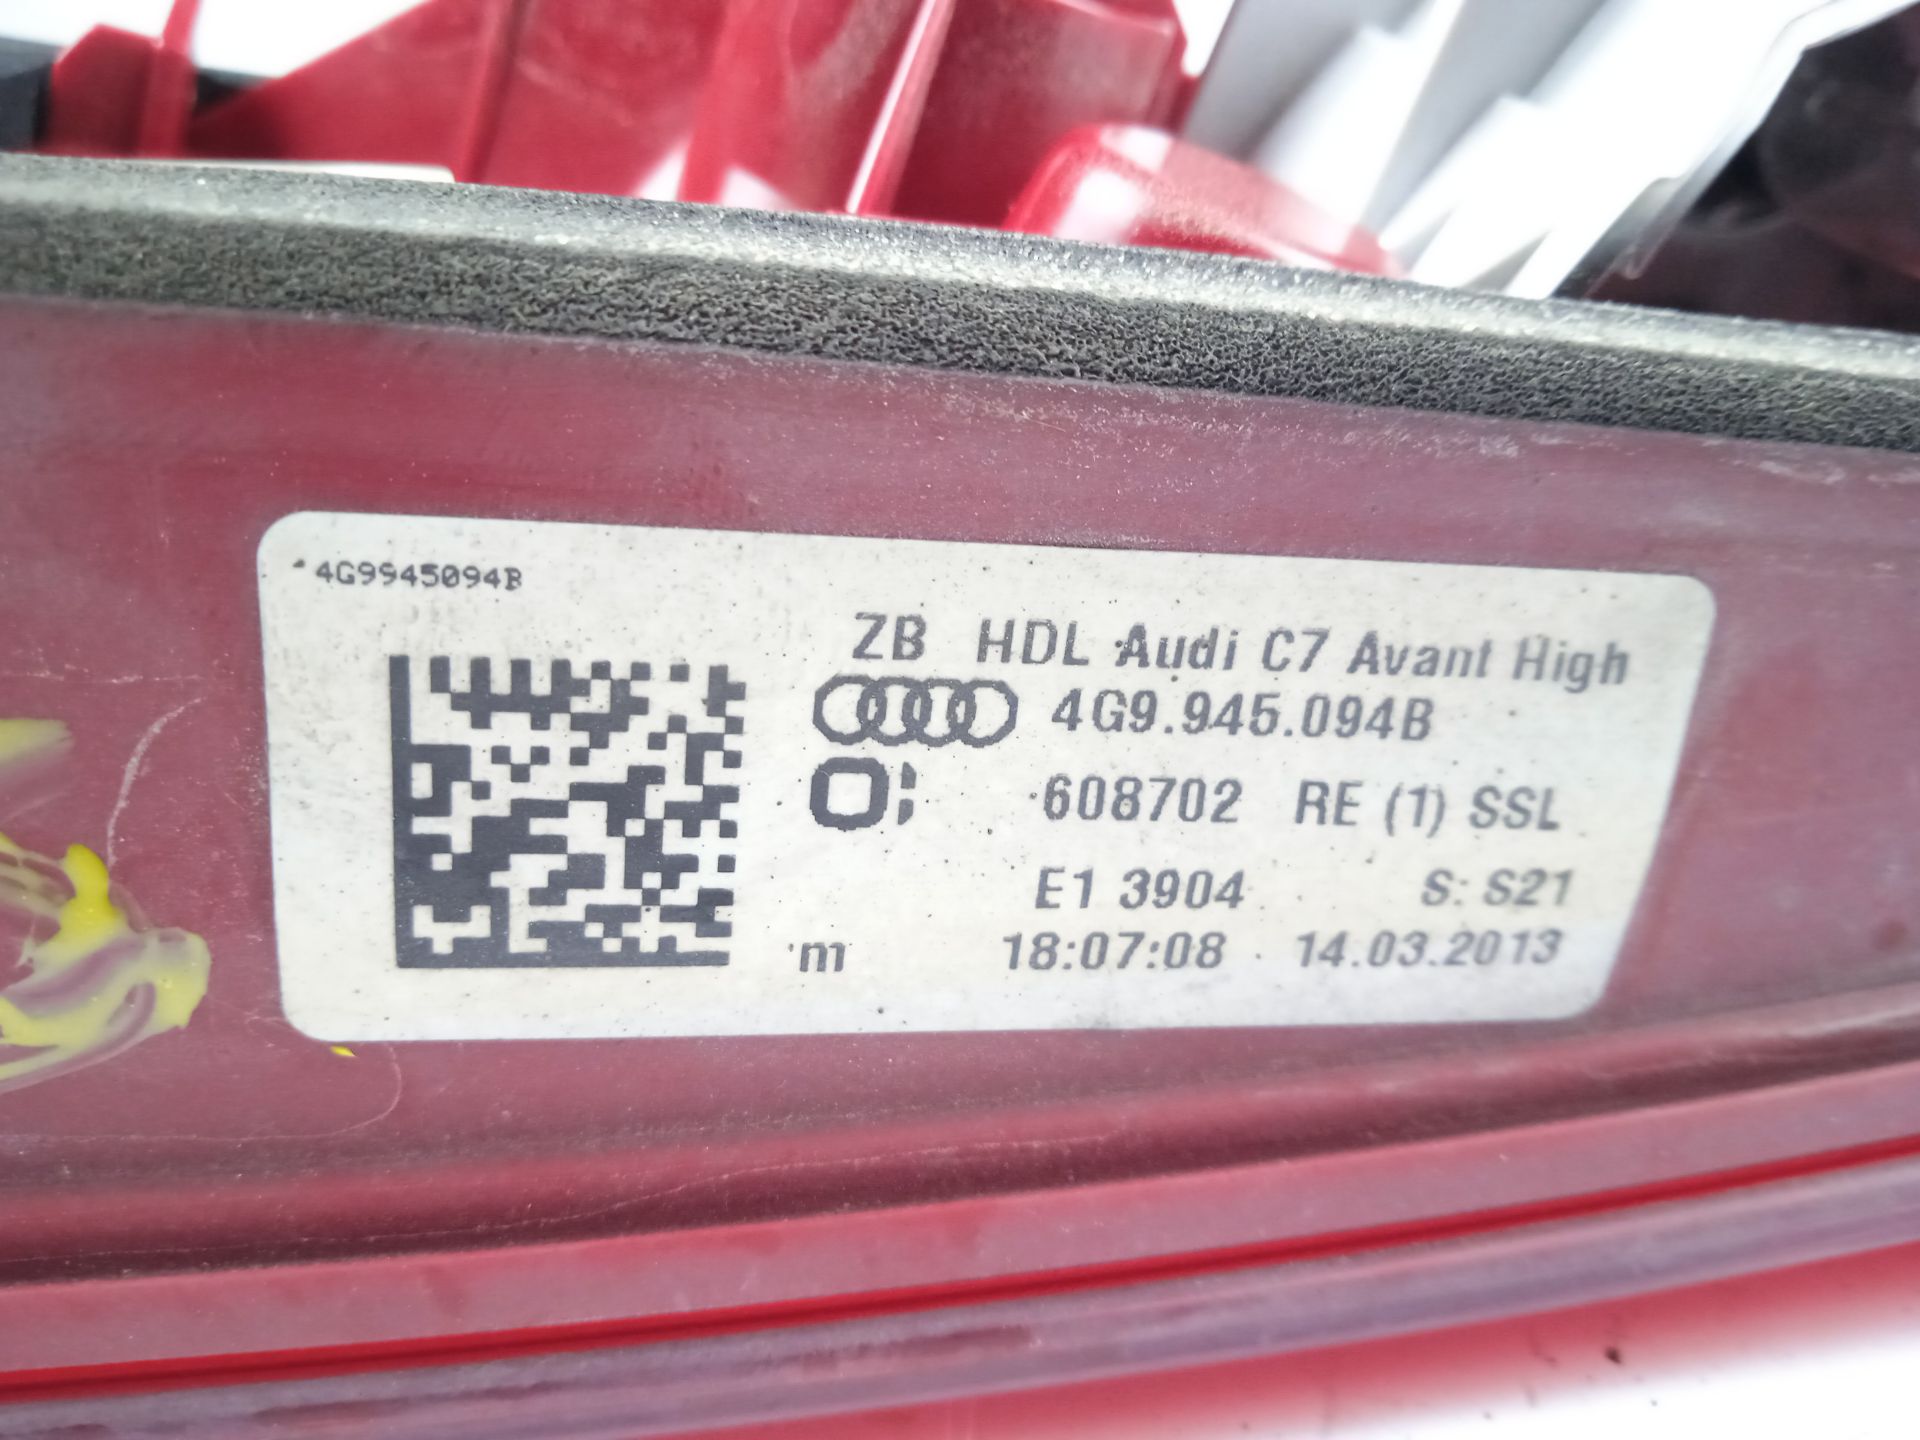 4G9945094B
ZB HDL Audi C7 Avant High
4G9.945.094B
608702 RE (1) SSL
E1 3904 S: S21
18:07:08 14.03.2013